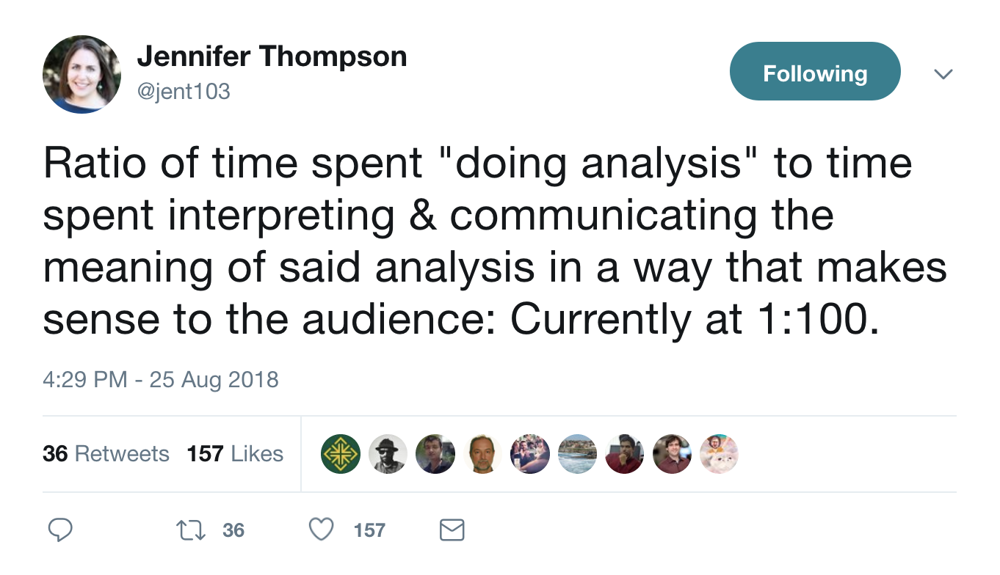 Jennifer Thompson
@jent103
Following
Ratio of time spent "doing analysis" to time
spent interpreting & communicating the
meaning of said analysis in a way that makes
sense to the audience: Currently at 1:100.
4:29 PM - 25 Aug 2018
36 Retweets 157 Likes
36 157